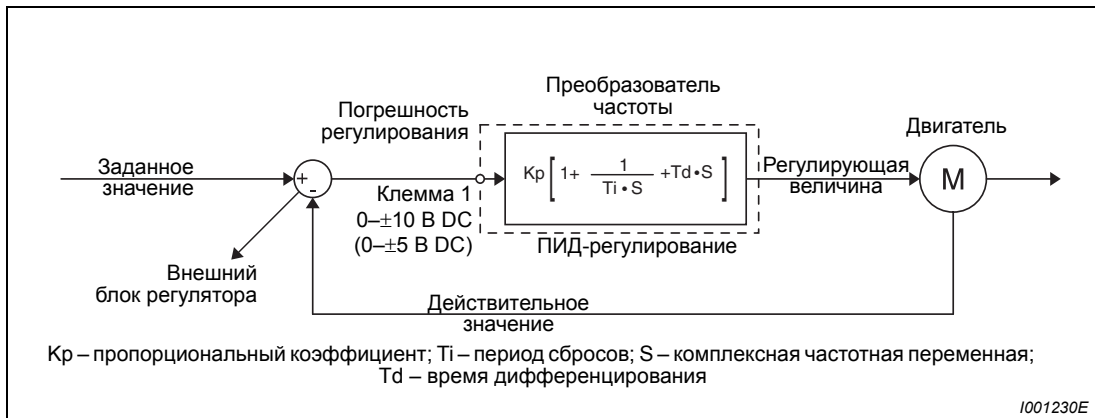 Преобразователь
частоты
Погрешность
регулирования
Двигатель
Заданное
значение
+
-
Kp [ 1+ 1 / Ti • S +Td • S ]
Регулирующая
величина
M
Клемма 1
0–±10 В DC
(0–±5 В DC)
ПИД-регулирование
Внешний
блок регулятора
Действительное
значение
Kp – пропорциональный коэффициент; Ti – период сбросов; S – комплексная частотная переменная;
Td – время дифференцирования
I001230E